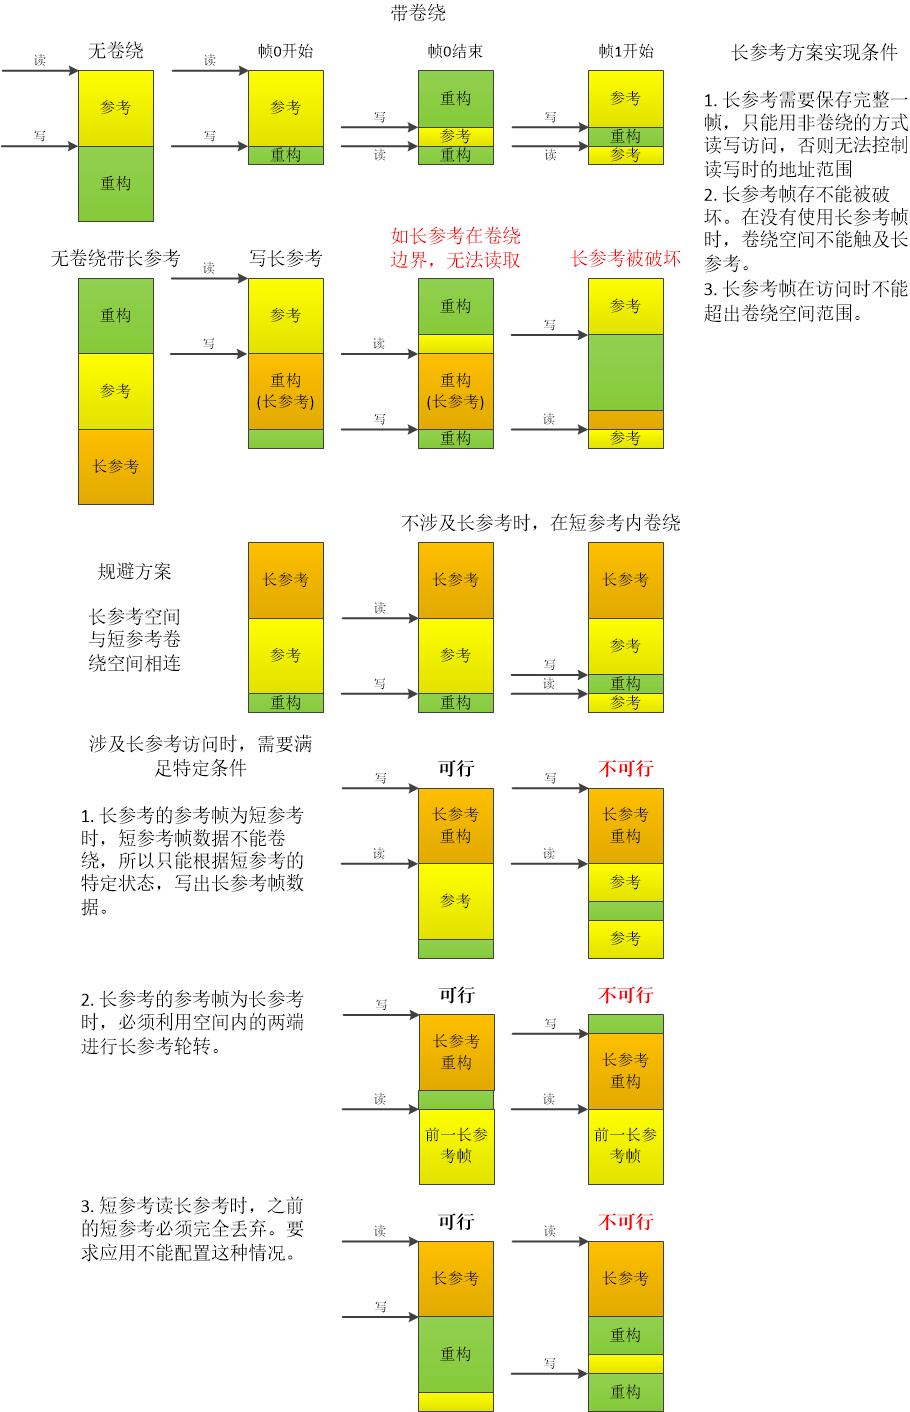 带卷绕
无卷绕
帧0开始
帧0结束
帧1开始
读
写
参考
重构
读
写
参考
重构
写
读
重构
参考
重构
写
读
参考
重构
参考
长参考方案实现条件
1. 长参考需要保存完整一
帧，只能用非卷绕的方式
读写访问，否则无法控制
读写时的地址范围
2. 长参考帧存不能被破
坏。在没有使用长参考帧
时，卷绕空间不能触及长
参考。
3. 长参考帧在访问时不能
超出卷绕空间范围。
无卷绕带长参考
写长参考
如长参考在卷绕
边界，无法读取
长参考被破坏
重构
参考
长参考
读
写
参考
重构
(长参考)
读
写
重构
重构
(长参考)
重构
写
读
参考
参考
不涉及长参考时，在短参考内卷绕
规避方案
长参考空间
与短参考卷
绕空间相连
长参考
参考
重构
读
写
长参考
参考
重构
写
读
长参考
参考
重构
参考
涉及长参考访问时，需要满
足特定条件
1. 长参考的参考帧为短参考
时，短参考帧数据不能卷
绕，所以只能根据短参考的
特定状态，写出长参考帧数
据。
可行
不可行
写
读
长参考
重构
参考
写
读
长参考
重构
参考
参考
2. 长参考的参考帧为长参考
时，必须利用空间内的两端
进行长参考轮转。
可行
不可行
写
读
长参考
重构
前一长参
考帧
写
读
长参考
重构
前一长参
考帧
3. 短参考读长参考时，之前
的短参考必须完全丢弃。要
求应用不能配置这种情况。
可行
不可行
读
写
长参考
重构
读
写
长参考
重构
重构